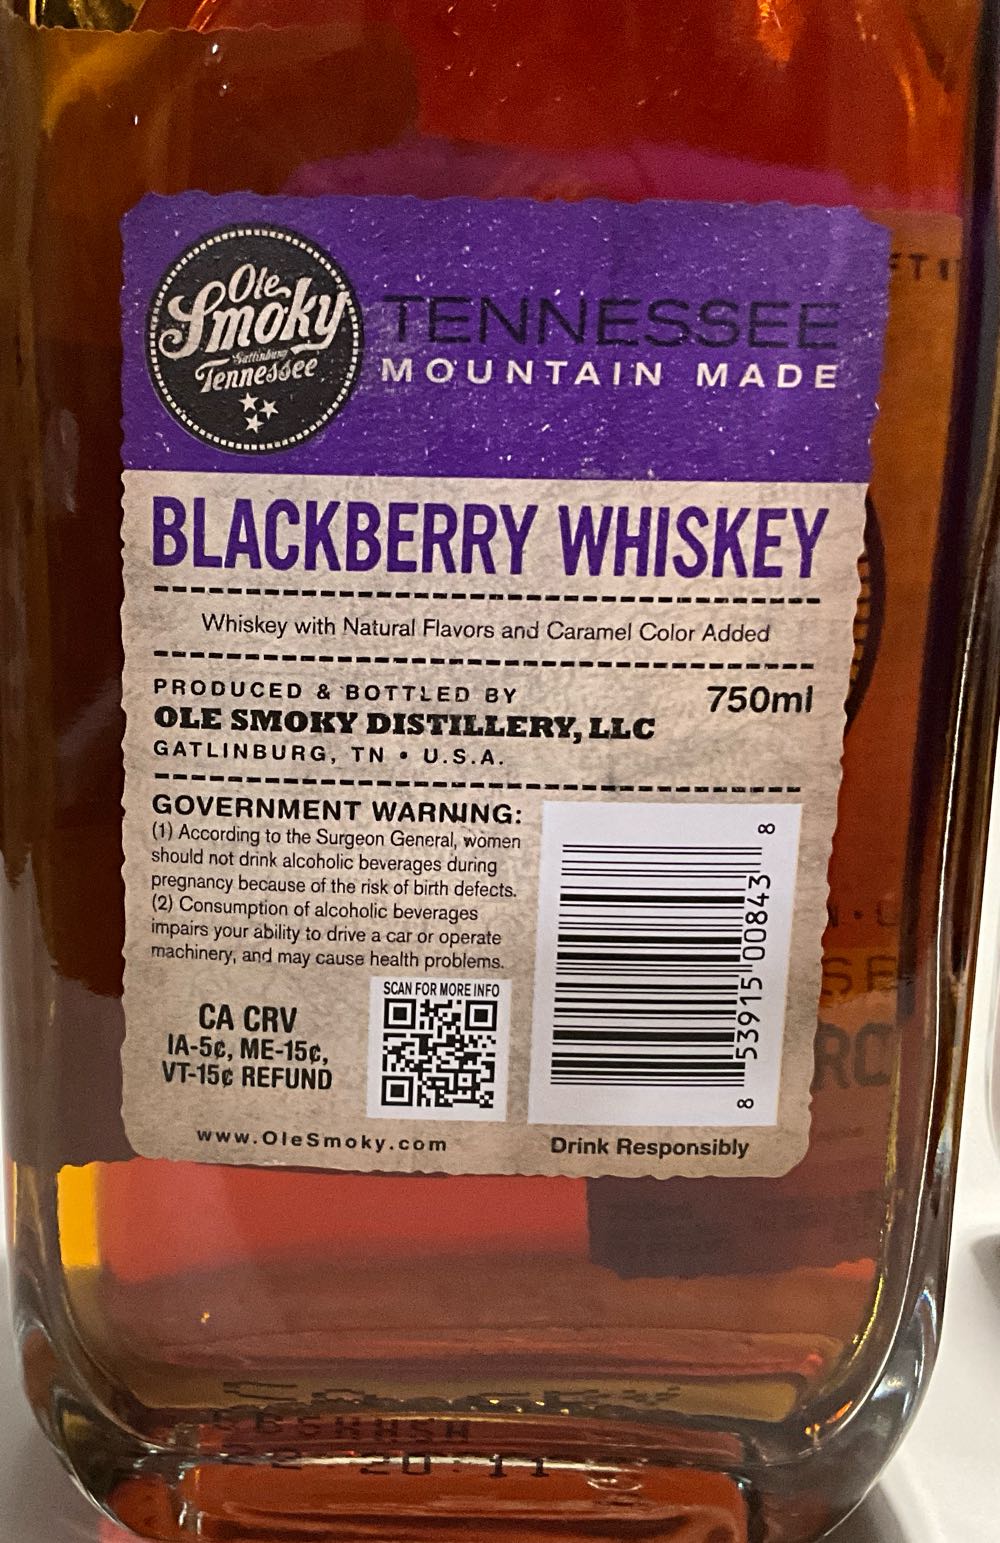 Ole
Smoky
Gatlinburg
Tennessee
TENNESSEE
MOUNTAIN MADE
BLACKBERRY WHISKEY
Whiskey with Natural Flavors and Caramel Color Added
PRODUCED & BOTTLED BY
750ml
OLE SMOKY DISTILLERY, LLC
GATLINBURG, TN • U.S.A.
GOVERNMENT WARNING:
(1) According to the Surgeon General, women
should not drink alcoholic beverages during
pregnancy because of the risk of birth defects.
(2) Consumption of alcoholic beverages
impairs your ability to drive a car or operate
machinery, and may cause health problems.
SCAN FOR MORE INFO
CA CRV
IA-5¢, ME-15¢,
VT-15¢ REFUND
8 53915 00843 8
www.OleSmoky.com
Drink Responsibly